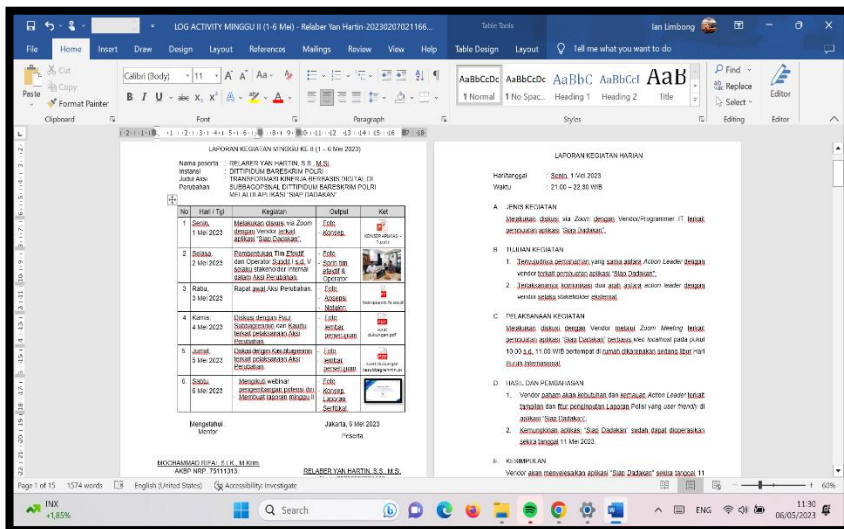 LOG ACTIVITY MINGGU II (1-6 Mei) - Relaber Yan Hartin-20230207021166...
Table Tools
Ian Limbong
File Home Insert Draw Design Layout References Mailings Review View Help Table Design Layout Tell me what you want to do
Cut
Copy
Format Painter
Paste
Calibri (Body) 11
AaBbCcDc AaBbCcDc AaBbC AaBbCcI AaB
1 Normal 1 No Spac... Heading 1 Heading 2 Title
Find
Replace
Select
Editor
Clipboard Font Paragraph Styles Editing Editor
LAPORAN KEGIATAN MINGGU KE II (1 – 6 Mei 2023)
Nama peserta : RELABER YAN HARTIN, S.S., M.Si.
Instansi : DITTIPIDUM BARESKRIM POLRI
Judul Aksi : TRANSFORMASI KINERJA BERBASIS DIGITAL DI
Perubahan SUBBAGOPSNAL DITTIPIDUM BARESKRIM POLRI
MELALUI APLIKASI "SIAP DADAKAN"
No Hari / Tgl Kegiatan Output Ket
1 Senin, 1 Mei 2023 Melakukan diskusi via Zoom dengan Vendor terkait aplikasi "Siap Dadakan". - Foto - Konsep
2 Selasa, 2 Mei 2023 Pembentukan Tim Efektif dan Operator Subdit I s.d. V selaku stakeholder internal dalam Aksi Perubahan. - Foto - Sprin tim efektif & Operator
3 Rabu, 3 Mei 2023 Rapat awal Aksi Perubahan. Foto - Absensi - Notulen
4 Kamis, 4 Mei 2023 Diskusi dengan Paur Subbagrenmin dan Kaurtu terkait pelaksanaan Aksi Perubahan. Foto - lembar persetujuan
5. Jumat, 5 Mei 2023 Diskusi dengan Kasubbagrenmin terkait pelaksanaan Aksi Perubahan. - Foto - lembar persetujuan
6. Sabtu, 6 Mei 2023 - Mengikuti webinar pengembangan potensi diri - Membuat laporan minggu II - Foto - Konsep Laporan - Sertifikat
Mengetahui Jakarta, 6 Mei 2023
Mentor Peserta
MOCHAMMAD RIFAI, S.I.K., M.Krim.
AKBP NRP. 75111013
RELABER YAN HARTIN, S.S., M.Si.
LAPORAN KEGIATAN HARIAN
Hari/tanggal : Senin, 1 Mei 2023
Waktu : 21.00 – 22.30 WIB
A. JENIS KEGIATAN
Melakukan diskusi via Zoom dengan Vendor/Programmer IT terkait
pembuatan aplikasi "Siap Dadakan".
B. TUJUAN KEGIATAN
1. Terwujudnya pemahaman yang sama antara Action Leader dengan
vendor terkait pembuatan aplikasi "Siap Dadakan".
2. Terlaksananya komunikasi dua arah antara action leader dengan
vendor selaku stakeholder eksternal.
C. PELAKSANAAN KEGIATAN
Melakukan diskusi dengan Vendor melalui Zoom Meeting terkait
pembuatan aplikasi "Siap Dadakan" berbasis web localhost pada pukul
10.00 s.d. 11.00 WIB bertempat di rumah dikarenakan sedang libur Hari
Buruh Internasional.
D. HASIL DAN PEMBAHASAN
1. Vendor paham akan kebutuhan dan kemauan Action Leader terkait
tampilan dan fitur penginputan Laporan Polisi yang user friendly di
aplikasi "Siap Dadakan".
2. Kemungkinan aplikasi "Siap Dadakan" sudah dapat dioperasikan
sekira tanggal 11 Mei 2023.
E. KESIMPULAN
Vendor akan menyelesaikan aplikasi "Siap Dadakan" sekira tanggal 11
Page 1 of 15 1574 words English (United States) Accessibility: Investigate 60%
INX
+1,85%
Search
ENG
11:30
06/05/2023